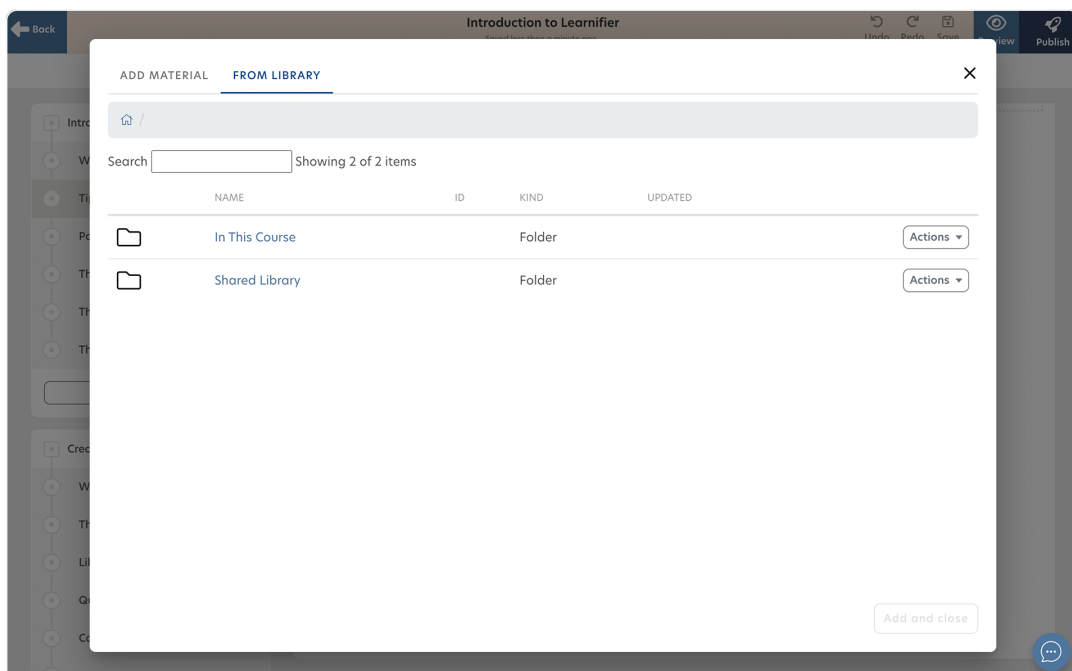 Back
Introduction to Learnifier
Undo Redo Save
Publish
ADD MATERIAL FROM LIBRARY
/
Search Showing 2 of 2 items
NAME ID KIND UPDATED
In This Course Folder Actions
Shared Library Folder Actions
Add and close